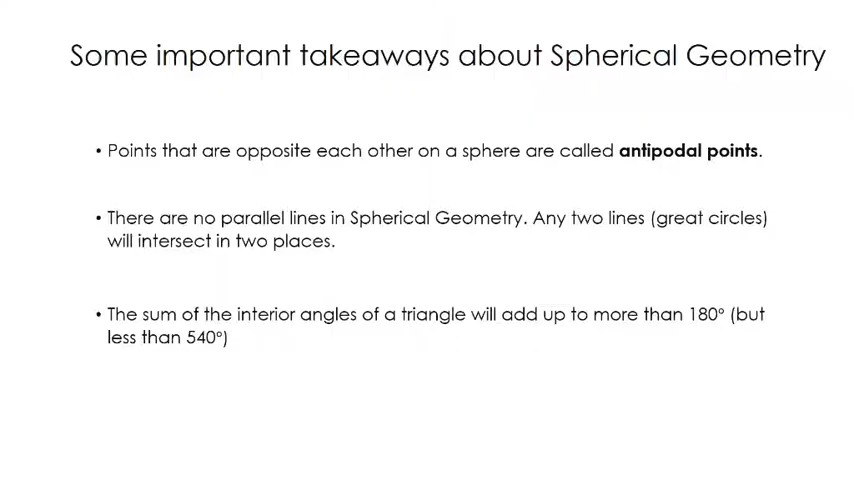 Some important takeaways about Spherical Geometry
• Points that are opposite each other on a sphere are called antipodal points.
• There are no parallel lines in Spherical Geometry. Any two lines (great circles)
will intersect in two places.
• The sum of the interior angles of a triangle will add up to more than 180° (but
less than 540°)